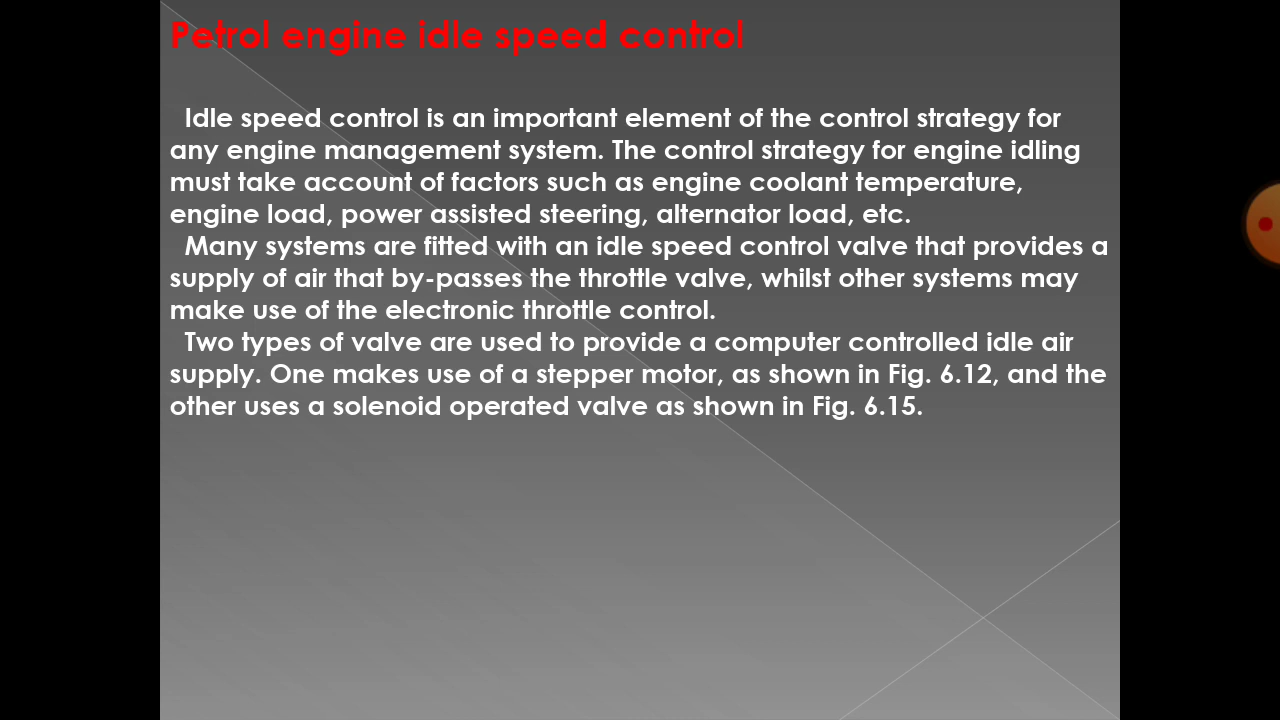 Petrol engine idle speed control
Idle speed control is an important element of the control strategy for
any engine management system. The control strategy for engine idling
must take account of factors such as engine coolant temperature,
engine load, power assisted steering, alternator load, etc.
Many systems are fitted with an idle speed control valve that provides a
supply of air that by-passes the throttle valve, whilst other systems may
make use of the electronic throttle control.
Two types of valve are used to provide a computer controlled idle air
supply. One makes use of a stepper motor, as shown in Fig. 6.12, and the
other uses a solenoid operated valve as shown in Fig. 6.15.